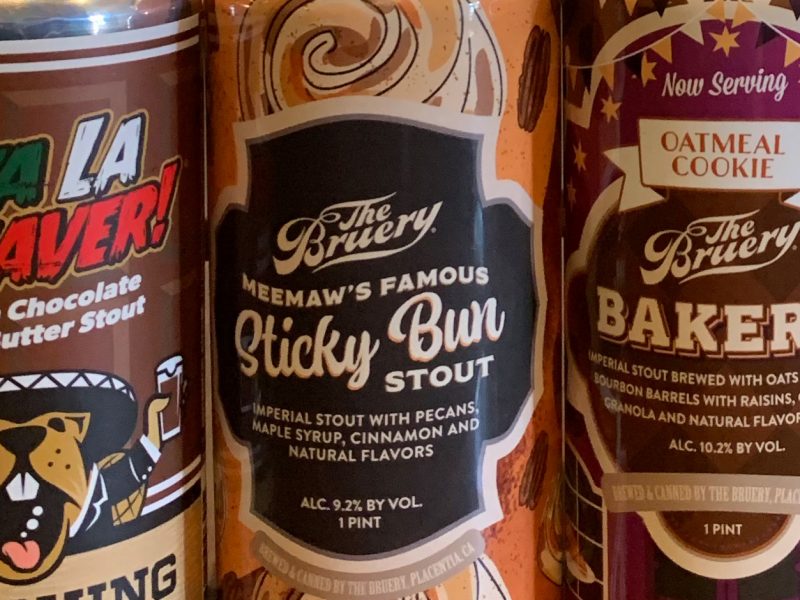 LA
AVER!
Chocolate
utter Stout
The
Bruery
MEEMAW'S FAMOUS
Sticky Bun
STOUT
IMPERIAL STOUT WITH PECANS,
MAPLE SYRUP, CINNAMON AND
NATURAL FLAVORS
ALC. 9.2% BY VOL.
1 PINT
BREWED & CANNED BY THE BRUERY, PLACENTIA, CA
Now Serving
OATMEAL
COOKIE
The
Bruery
BAKER
IMPERIAL STOUT BREWED WITH OATS
BOURBON BARRELS WITH RAISINS,
GRANOLA AND NATURAL FLAVOR
ALC. 10.2% BY VOL.
BREWED & CANNED BY THE BRUERY, PLA
1 PINT